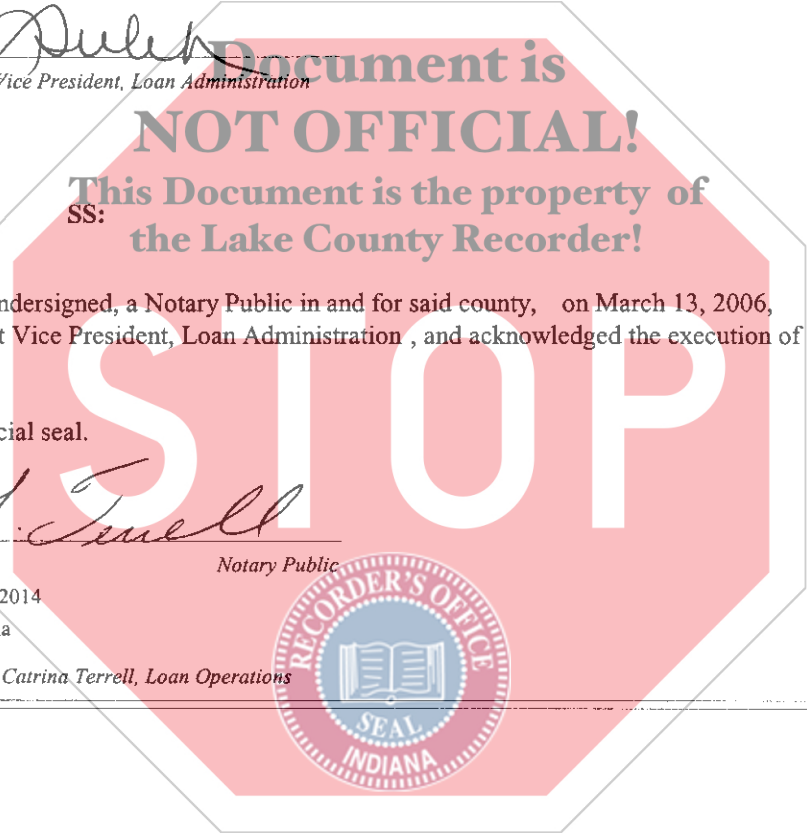 Vice President, Loan Administration
Document is
NOT OFFICIAL!
This Document is the property of
SS:
the Lake County Recorder!
ndersigned, a Notary Public in and for said county, on March 13, 2006,
t Vice President, Loan Administration , and acknowledged the execution of
STOP
cial seal.
Notary Public
2014
a
Catrina Terrell, Loan Operations
RECORDER'S OFFICE
SEAL
INDIANA